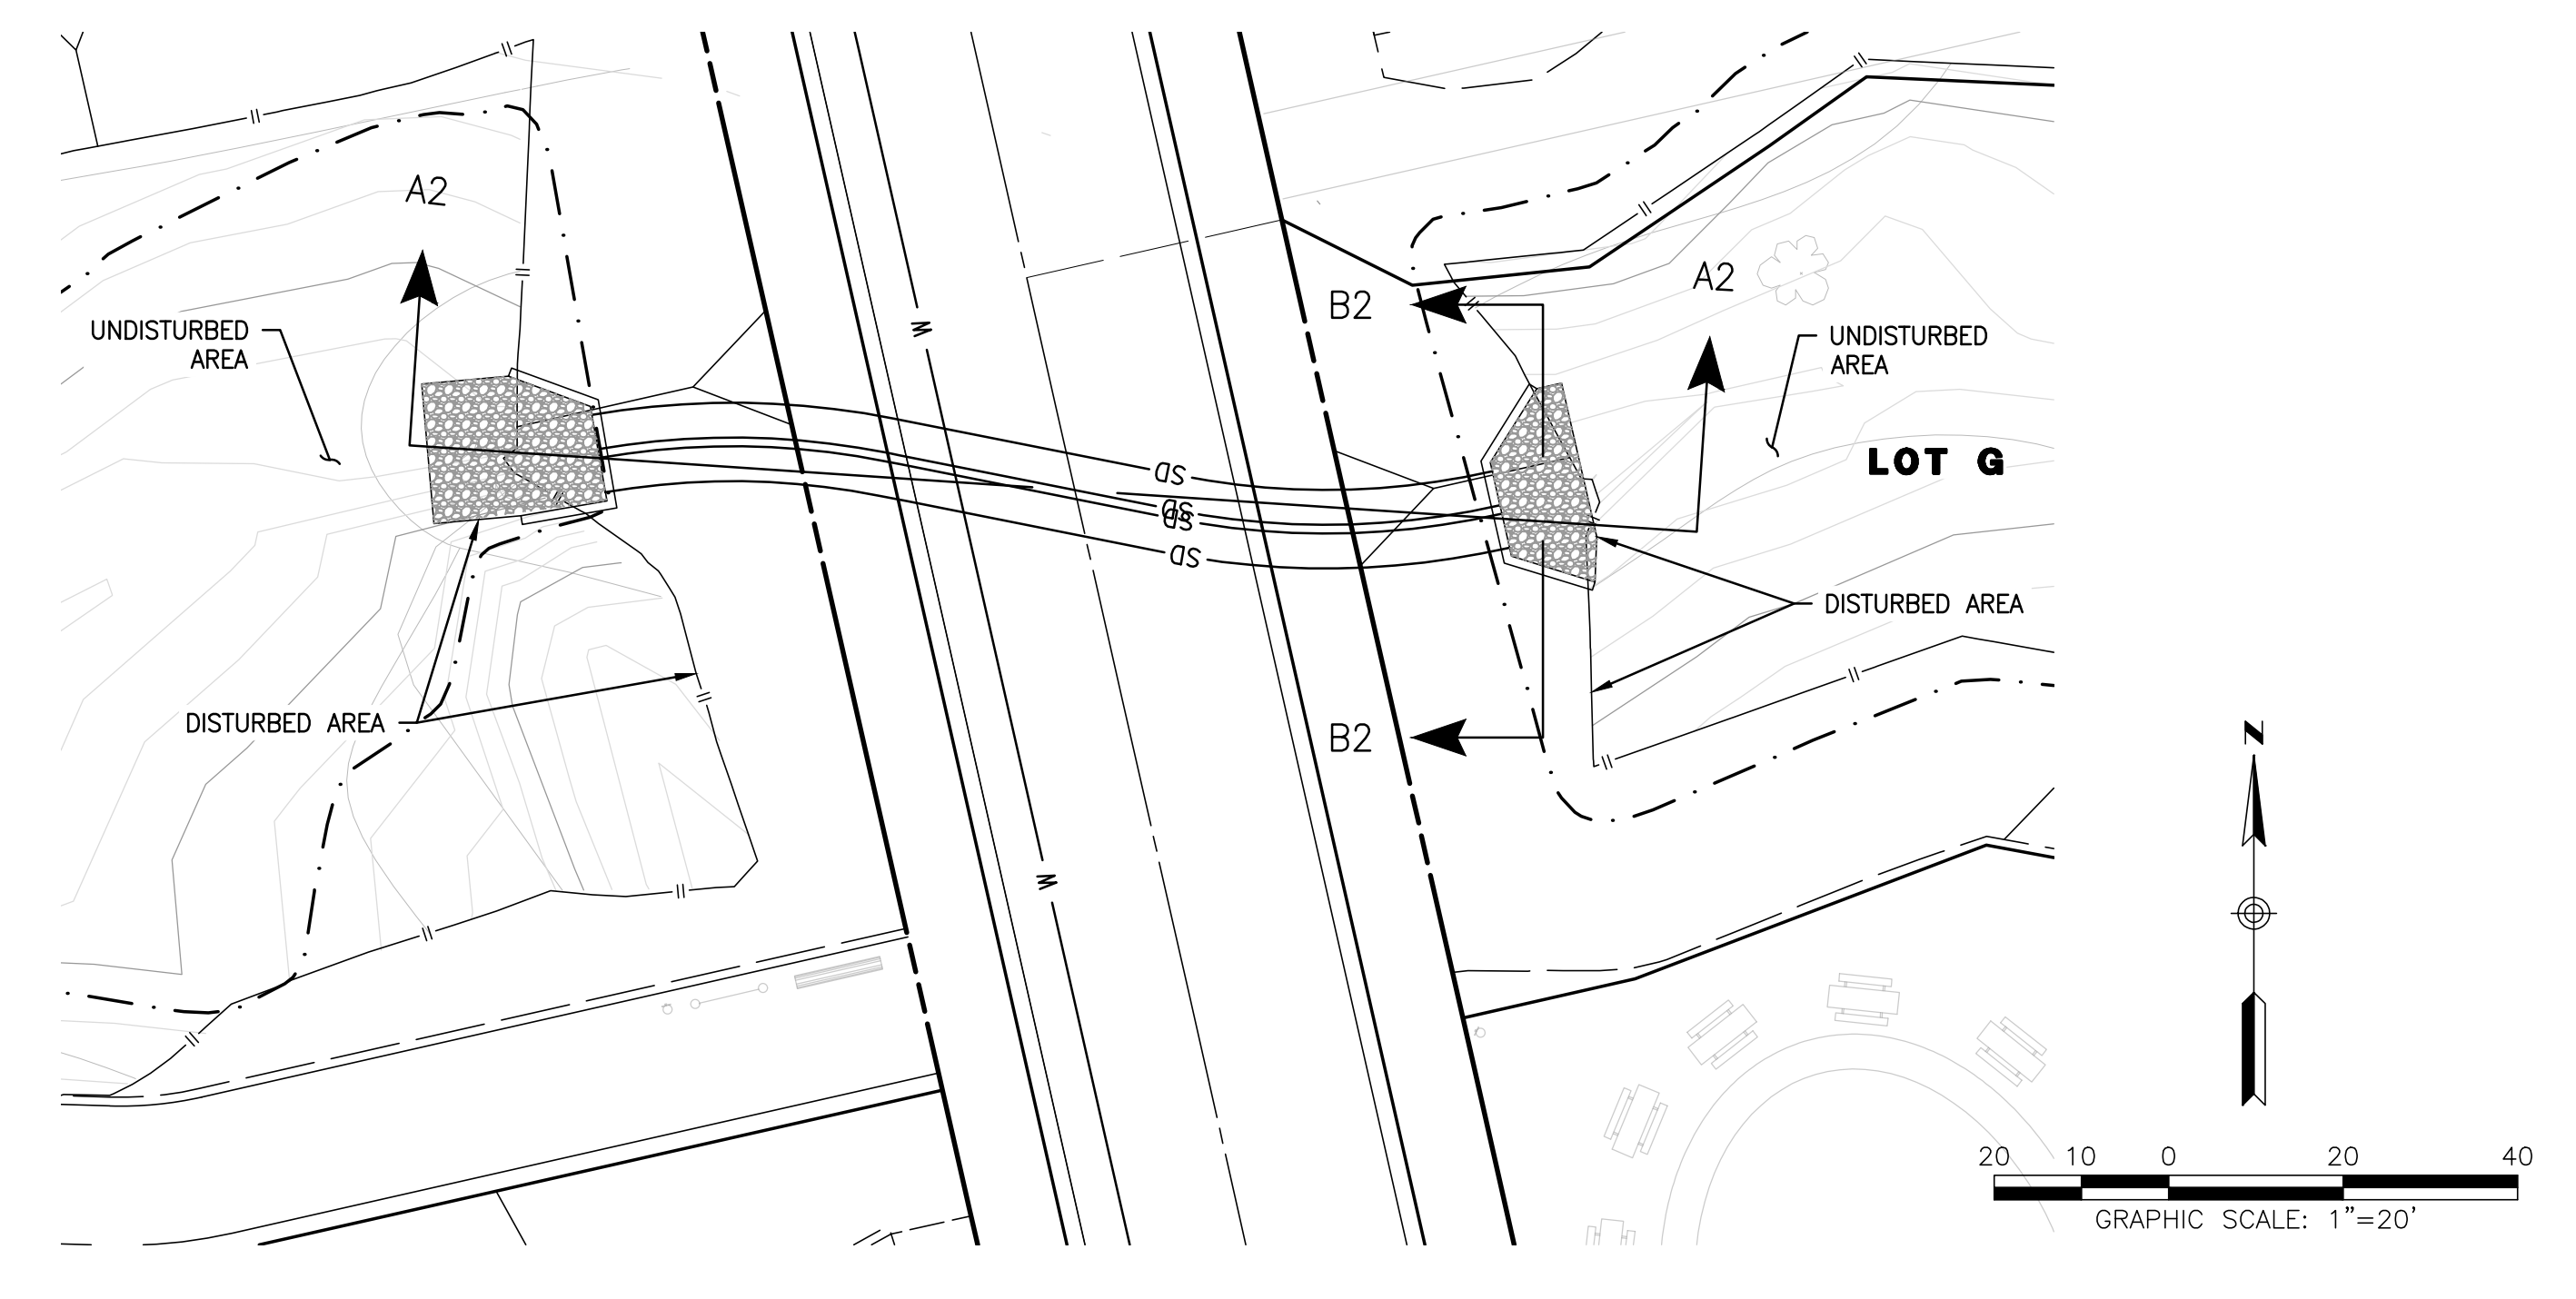 A2
UNDISTURBED
AREA
W
B2
A2
UNDISTURBED
AREA
LOT G
SD
SD
SD
SD
DISTURBED AREA
DISTURBED AREA
B2
W
N
20 10 0 20 40
GRAPHIC SCALE: 1"=20'